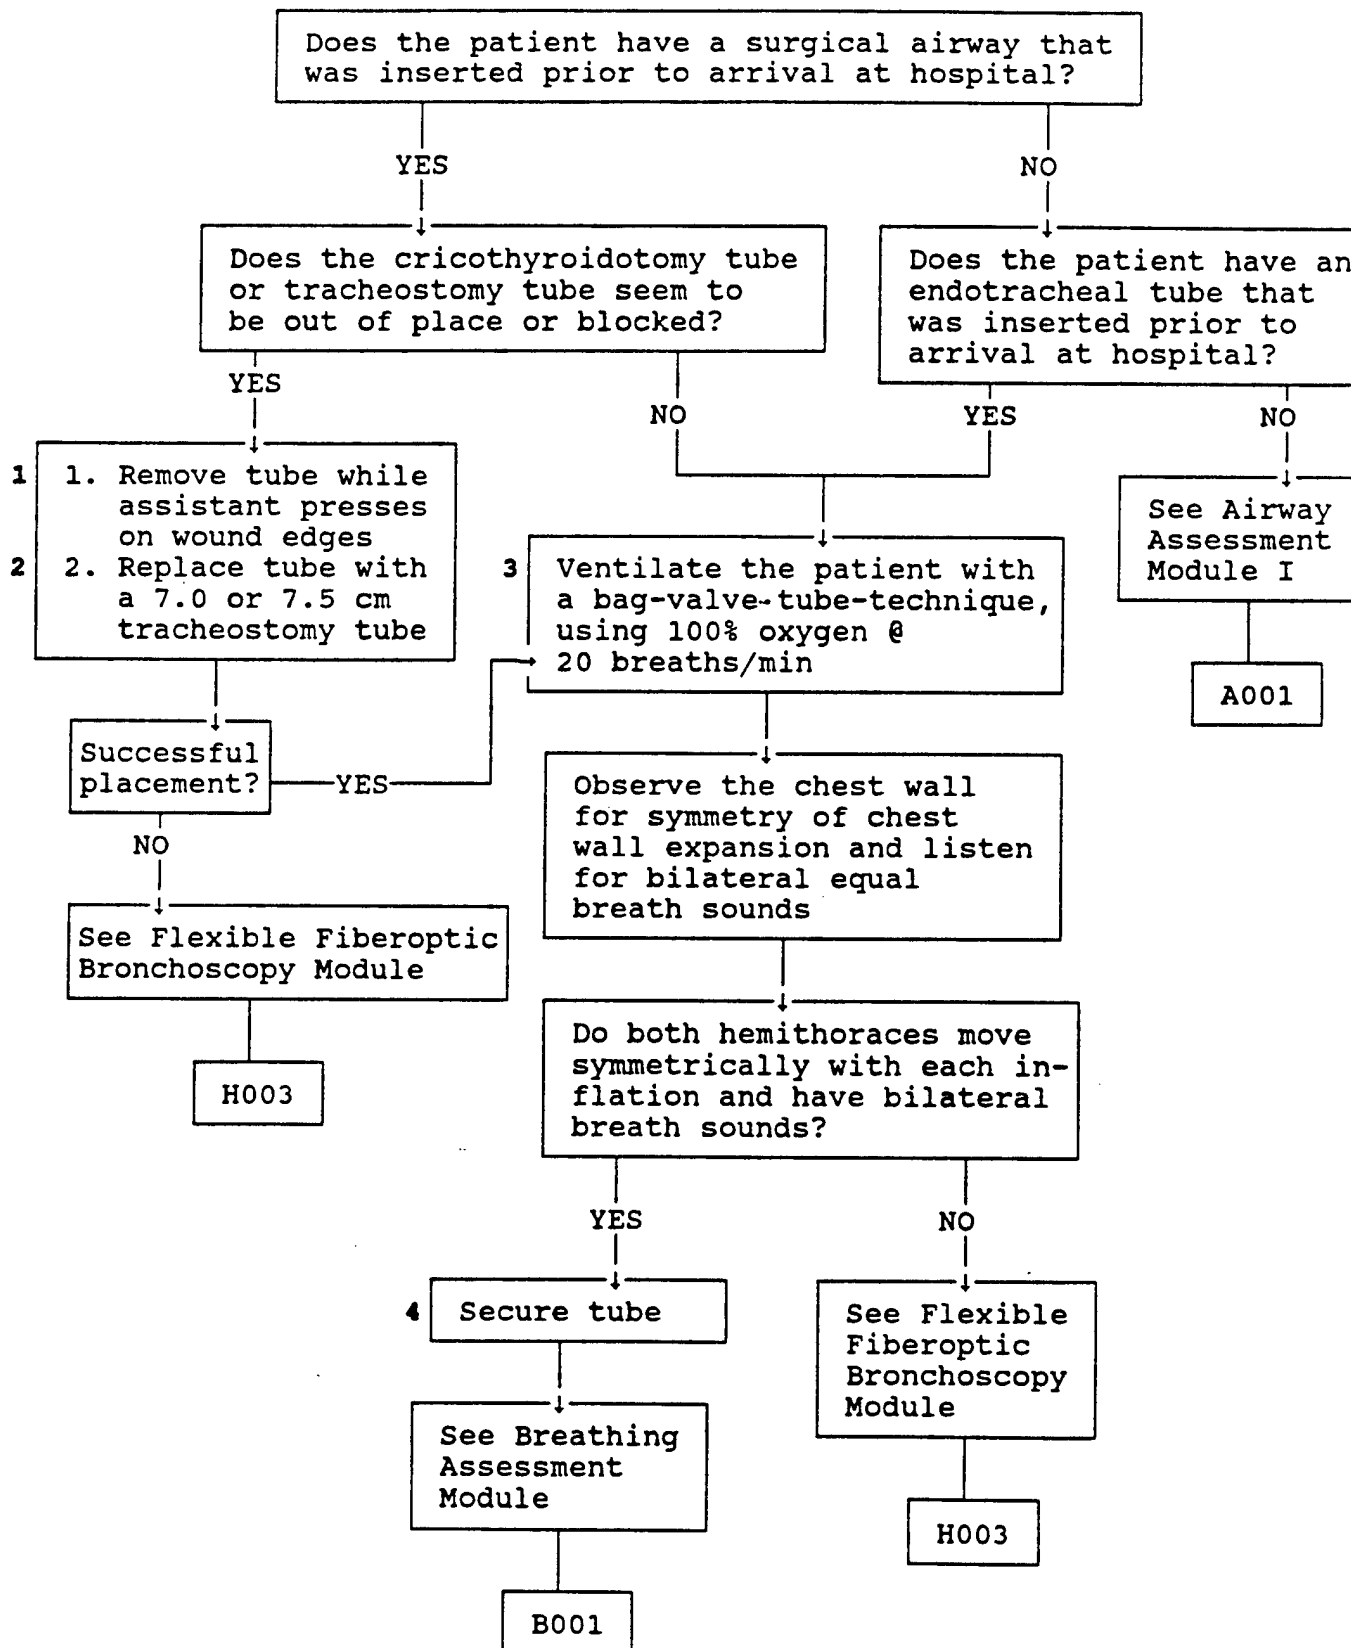 Does the patient have a surgical airway that
was inserted prior to arrival at hospital?
YES
NO
Does the cricothyroidotomy tube
or tracheostomy tube seem to
be out of place or blocked?
Does the patient have an
endotracheal tube that
was inserted prior to
arrival at hospital?
YES
NO
YES
NO
1 1. Remove tube while
assistant presses
on wound edges
2 2. Replace tube with
a 7.0 or 7.5 cm
tracheostomy tube
3 Ventilate the patient with
a bag-valve-tube-technique,
using 100% oxygen @
20 breaths/min
See Airway
Assessment
Module I
A001
Successful
placement?
YES
NO
Observe the chest wall
for symmetry of chest
wall expansion and listen
for bilateral equal
breath sounds
See Flexible Fiberoptic
Bronchoscopy Module
H003
Do both hemithoraces move
symmetrically with each in-
flation and have bilateral
breath sounds?
YES
NO
4 Secure tube
See Flexible
Fiberoptic
Bronchoscopy
Module
See Breathing
Assessment
Module
H003
B001